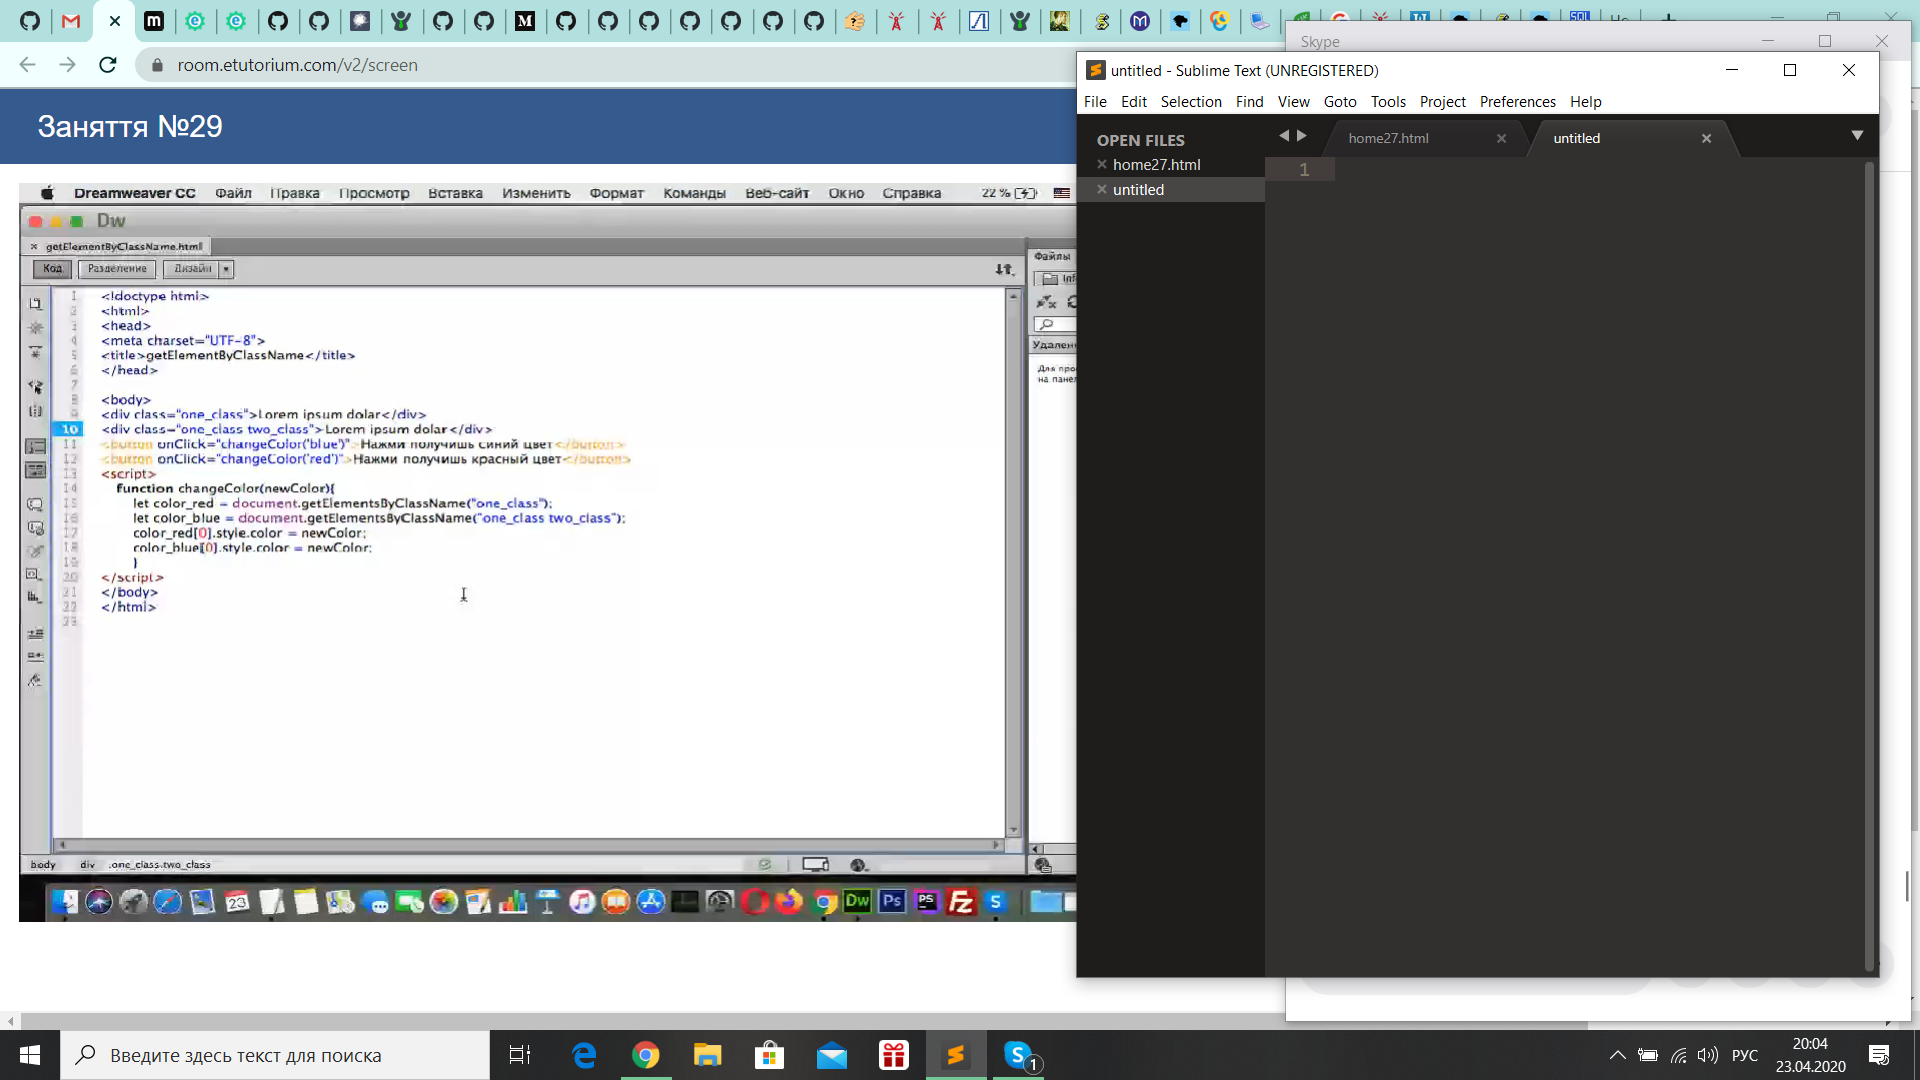 room.etutorium.com/v2/screen
Заняття №29
Dreamweaver CC Файл Правка Просмотр Вставка Изменить Формат Команды Веб-сайт Окно Справка 22 %
Dw
getElementByClassName.html
Код Разделение Дизайн
1 <!doctype html>
2 <html>
3 <head>
4 <meta charset="UTF-8">
5 <title>getElementByClassName</title>
6 </head>
7
8 <body>
9 <div class="one_class">Lorem ipsum dolar</div>
10 <div class="one_class two_class">Lorem ipsum dolar</div>
11 <button onClick="changeColor('blue')">Нажми получишь синий цвет</button>
12 <button onClick="changeColor('red')">Нажми получишь красный цвет</button>
13 <script>
14 function changeColor(newColor){
15 let color_red = document.getElementsByClassName("one_class");
16 let color_blue = document.getElementsByClassName("one_class two_class");
17 color_red[0].style.color = newColor;
18 color_blue[0].style.color = newColor;
19 }
20 </script>
21 </body>
22 </html>
23
body div .one_class.two_class
Файлы
Удален
Для про
на панел
23
Dw Ps PS Fz S
Skype
untitled - Sublime Text (UNREGISTERED)
File Edit Selection Find View Goto Tools Project Preferences Help
OPEN FILES
home27.html
untitled
home27.html untitled
1
Введите здесь текст для поиска
1
РУС
20:04
23.04.2020